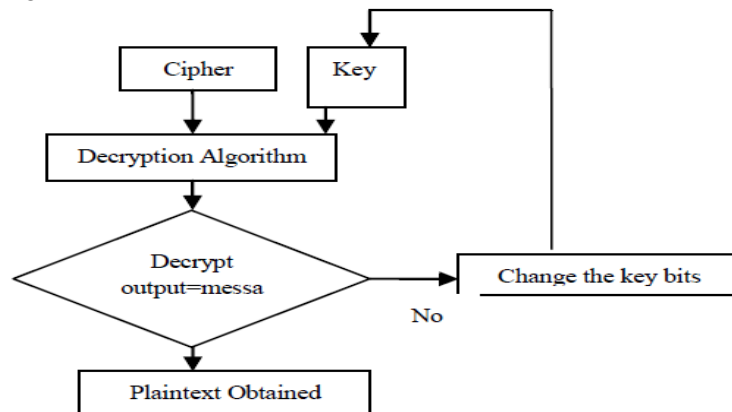 Cipher
Key
Decryption Algorithm
Decrypt
output=messa
Change the key bits
No
Plaintext Obtained